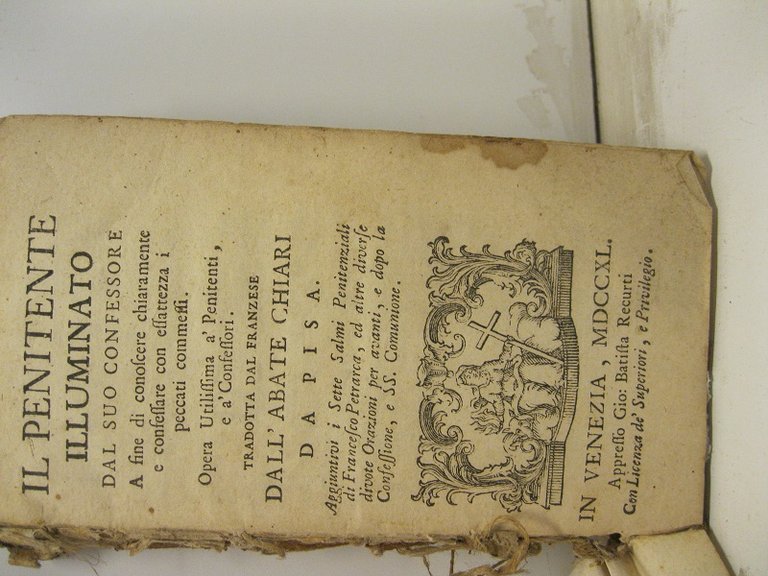 IL PENITENTE
ILLUMINATO
DAL SUO CONFESSORE
A fine di conoſcere chiaramente
e confeſſare con eſſattezza i
peccati commeſſi.
Opera Utiliſſima a' Penitenti,
e a' Confeſſori.
TRADOTTA DAL FRANZESE
DALL' ABATE CHIARI
DA PISA.
Aggiuntivi i Sette Salmi Penitenziali
di Franceſco Petrarca, ed altre diverſe
divote Orazioni per avanti, e dopo la
Confeſſione, e SS. Comunione.
IN VENEZIA, MDCCXL.
Appreſſo Gio: Batiſta Recurti
Con Licenza de' Superiori, e Privilegio.